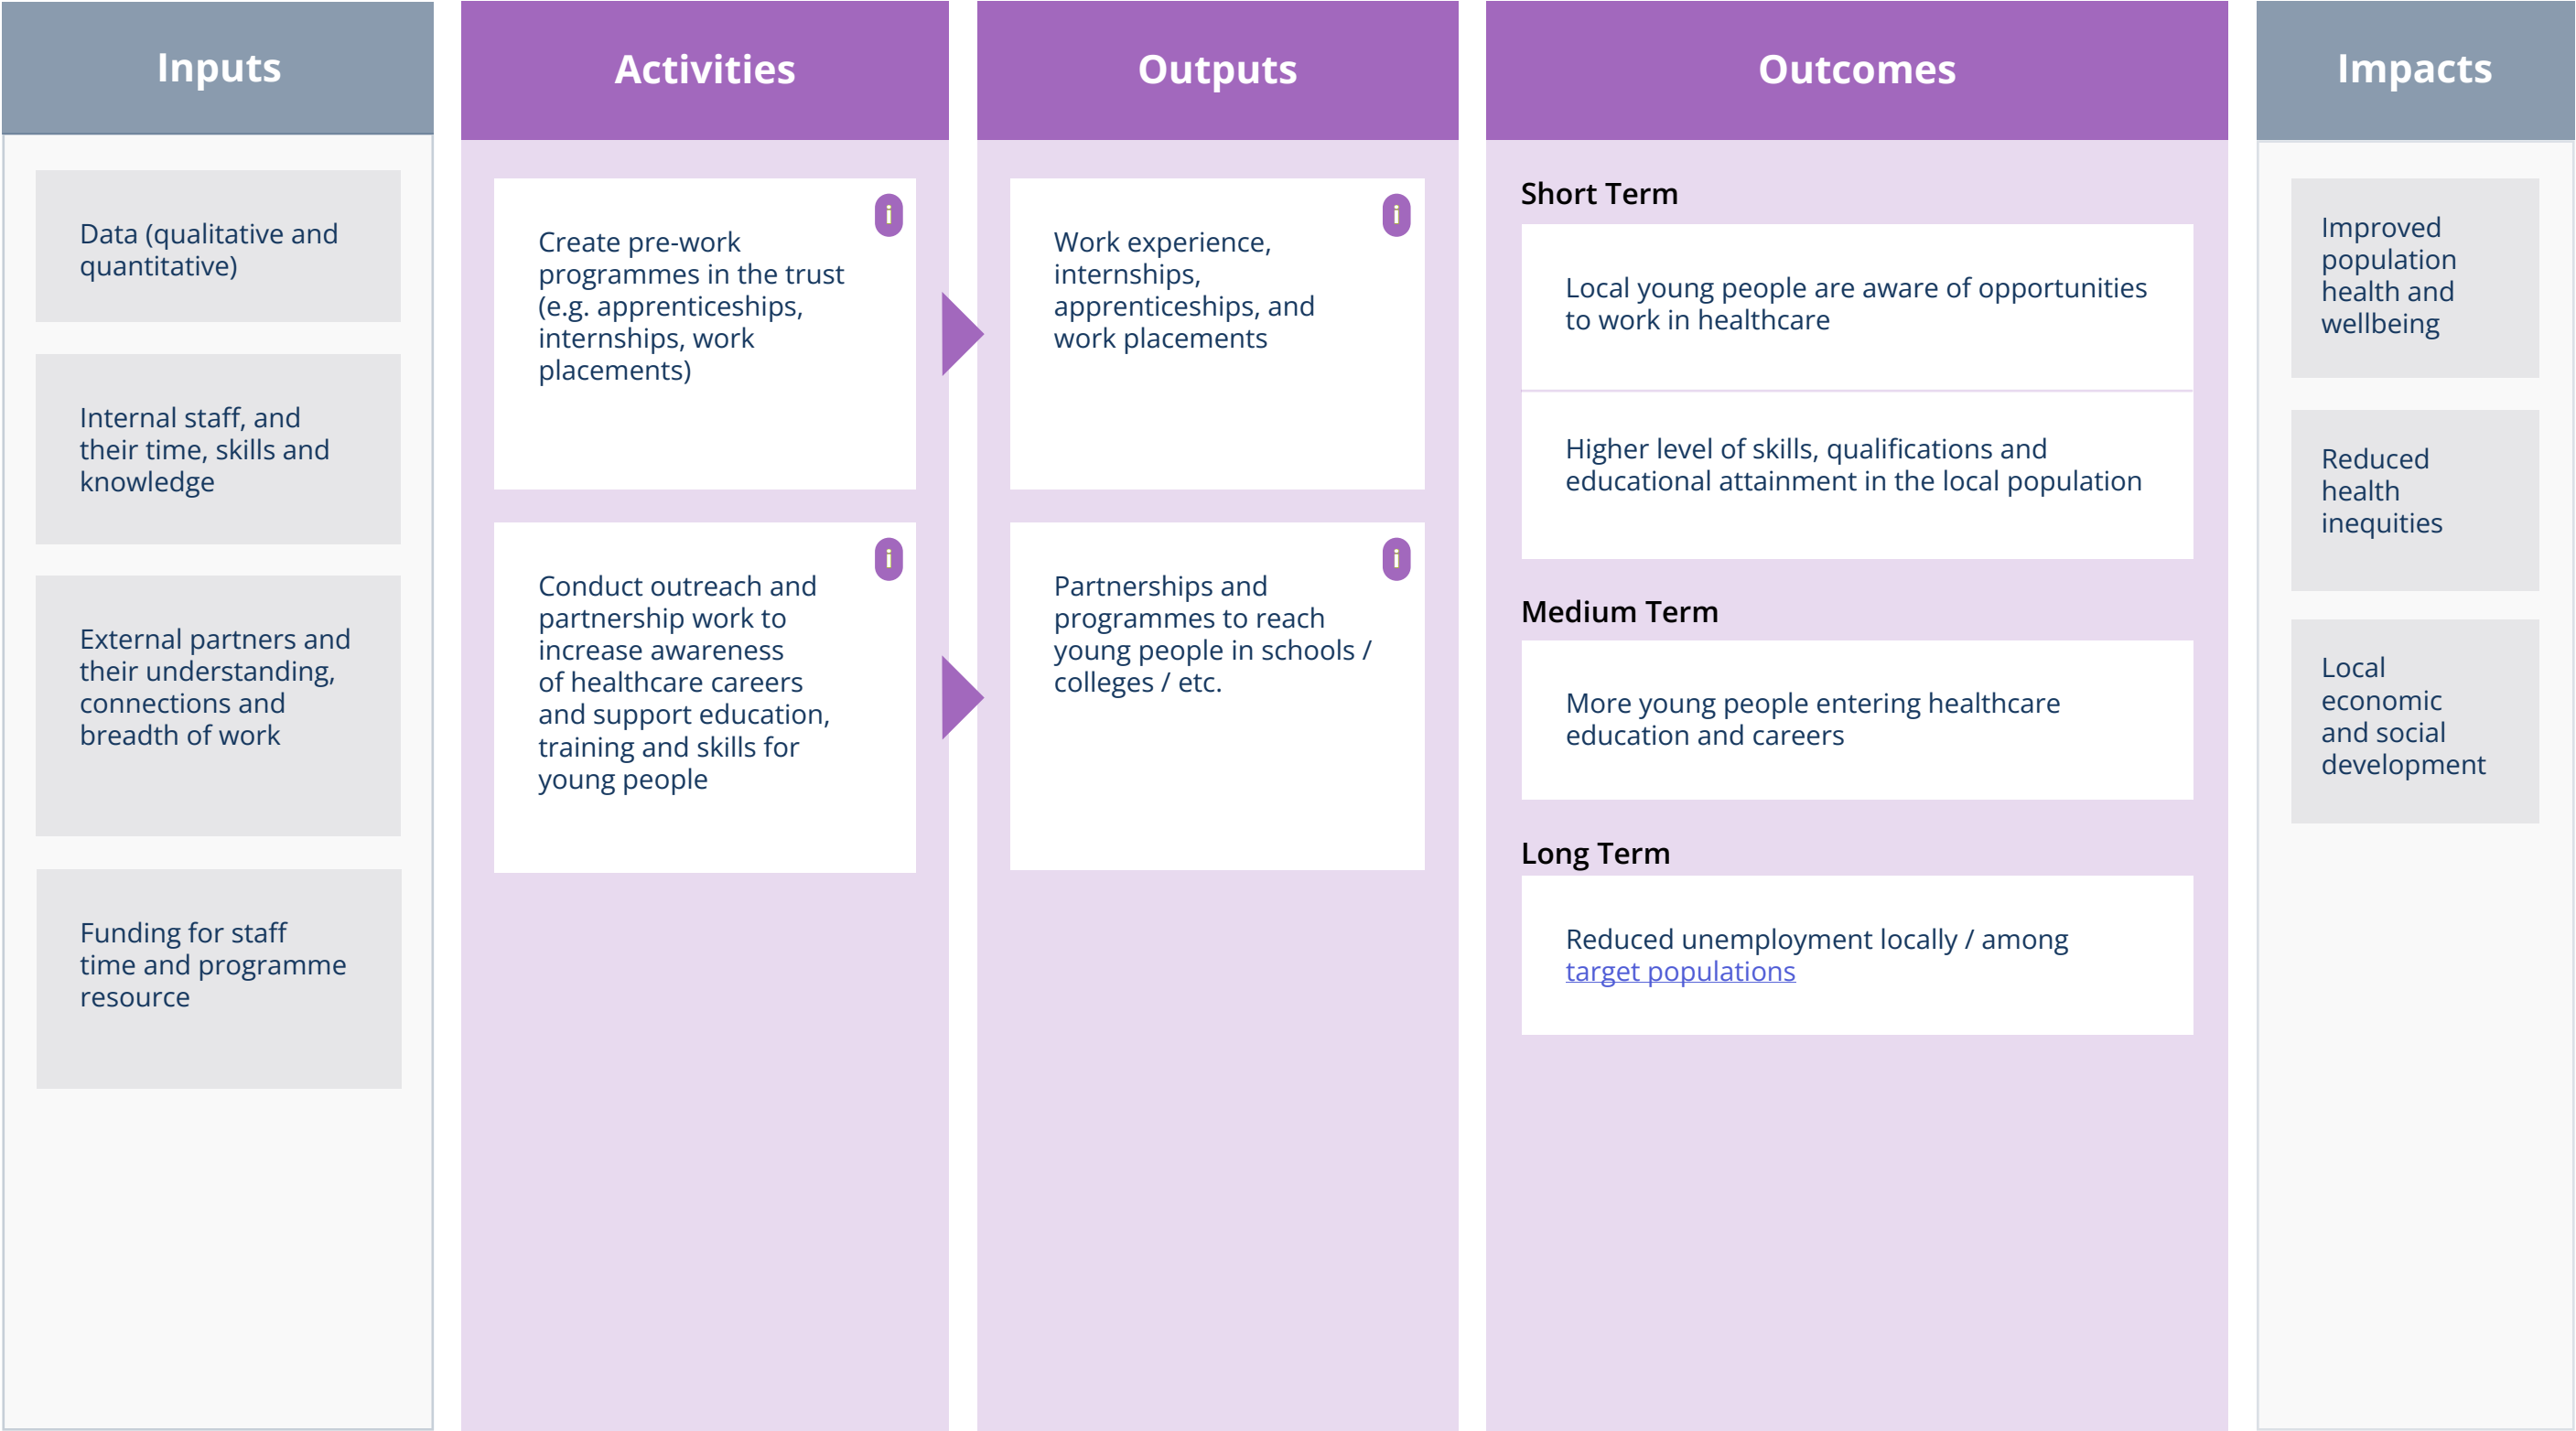 Inputs
Data (qualitative and
quantitative)
Internal staff, and
their time, skills and
knowledge
External partners and
their understanding,
connections and
breadth of work
Funding for staff
time and programme
resource
Activities
i
Create pre-work
programmes in the trust
(e.g. apprenticeships,
internships, work
placements)
i
Conduct outreach and
partnership work to
increase awareness
of healthcare careers
and support education,
training and skills for
young people
Outputs
i
Work experience,
internships,
apprenticeships, and
work placements
i
Partnerships and
programmes to reach
young people in schools /
colleges / etc.
Outcomes
Short Term
Local young people are aware of opportunities
to work in healthcare
Higher level of skills, qualifications and
educational attainment in the local population
Medium Term
More young people entering healthcare
education and careers
Long Term
Reduced unemployment locally / among
target populations
Impacts
Improved
population
health and
wellbeing
Reduced
health
inequities
Local
economic
and social
development